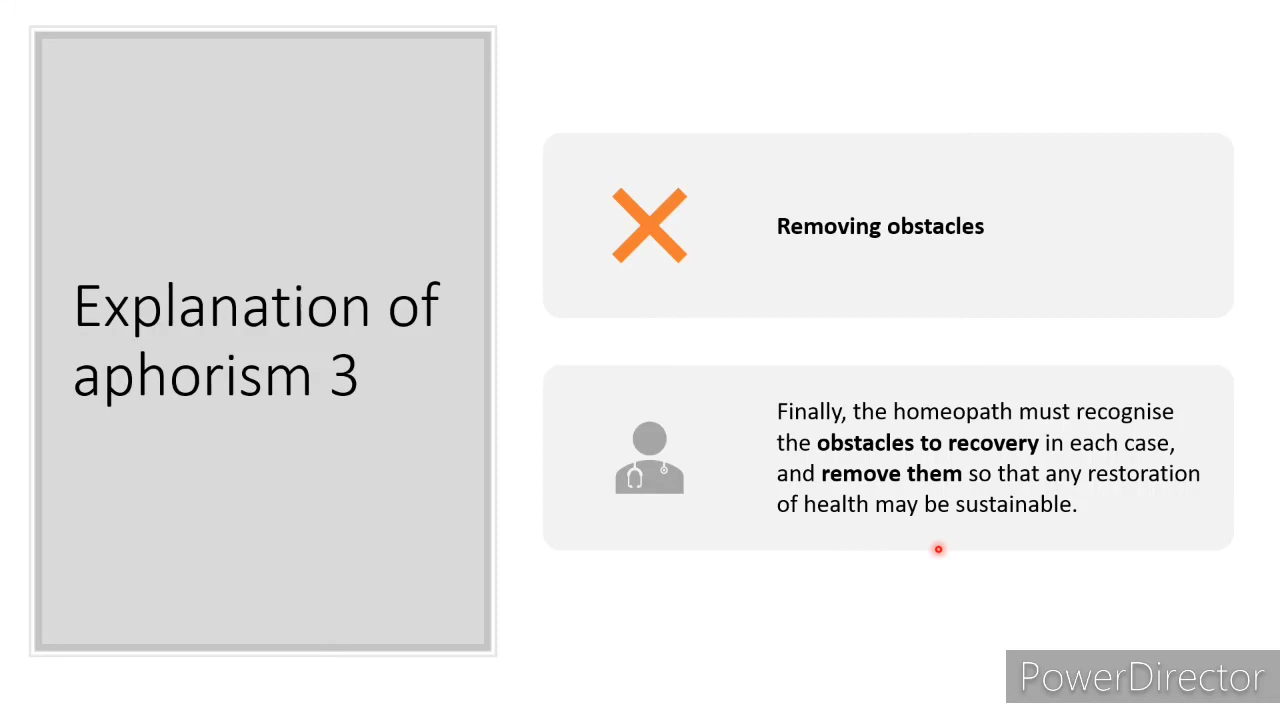 Explanation of
aphorism 3
Removing obstacles
Finally, the homeopath must recognise
the obstacles to recovery in each case,
and remove them so that any restoration
of health may be sustainable.
PowerDirector